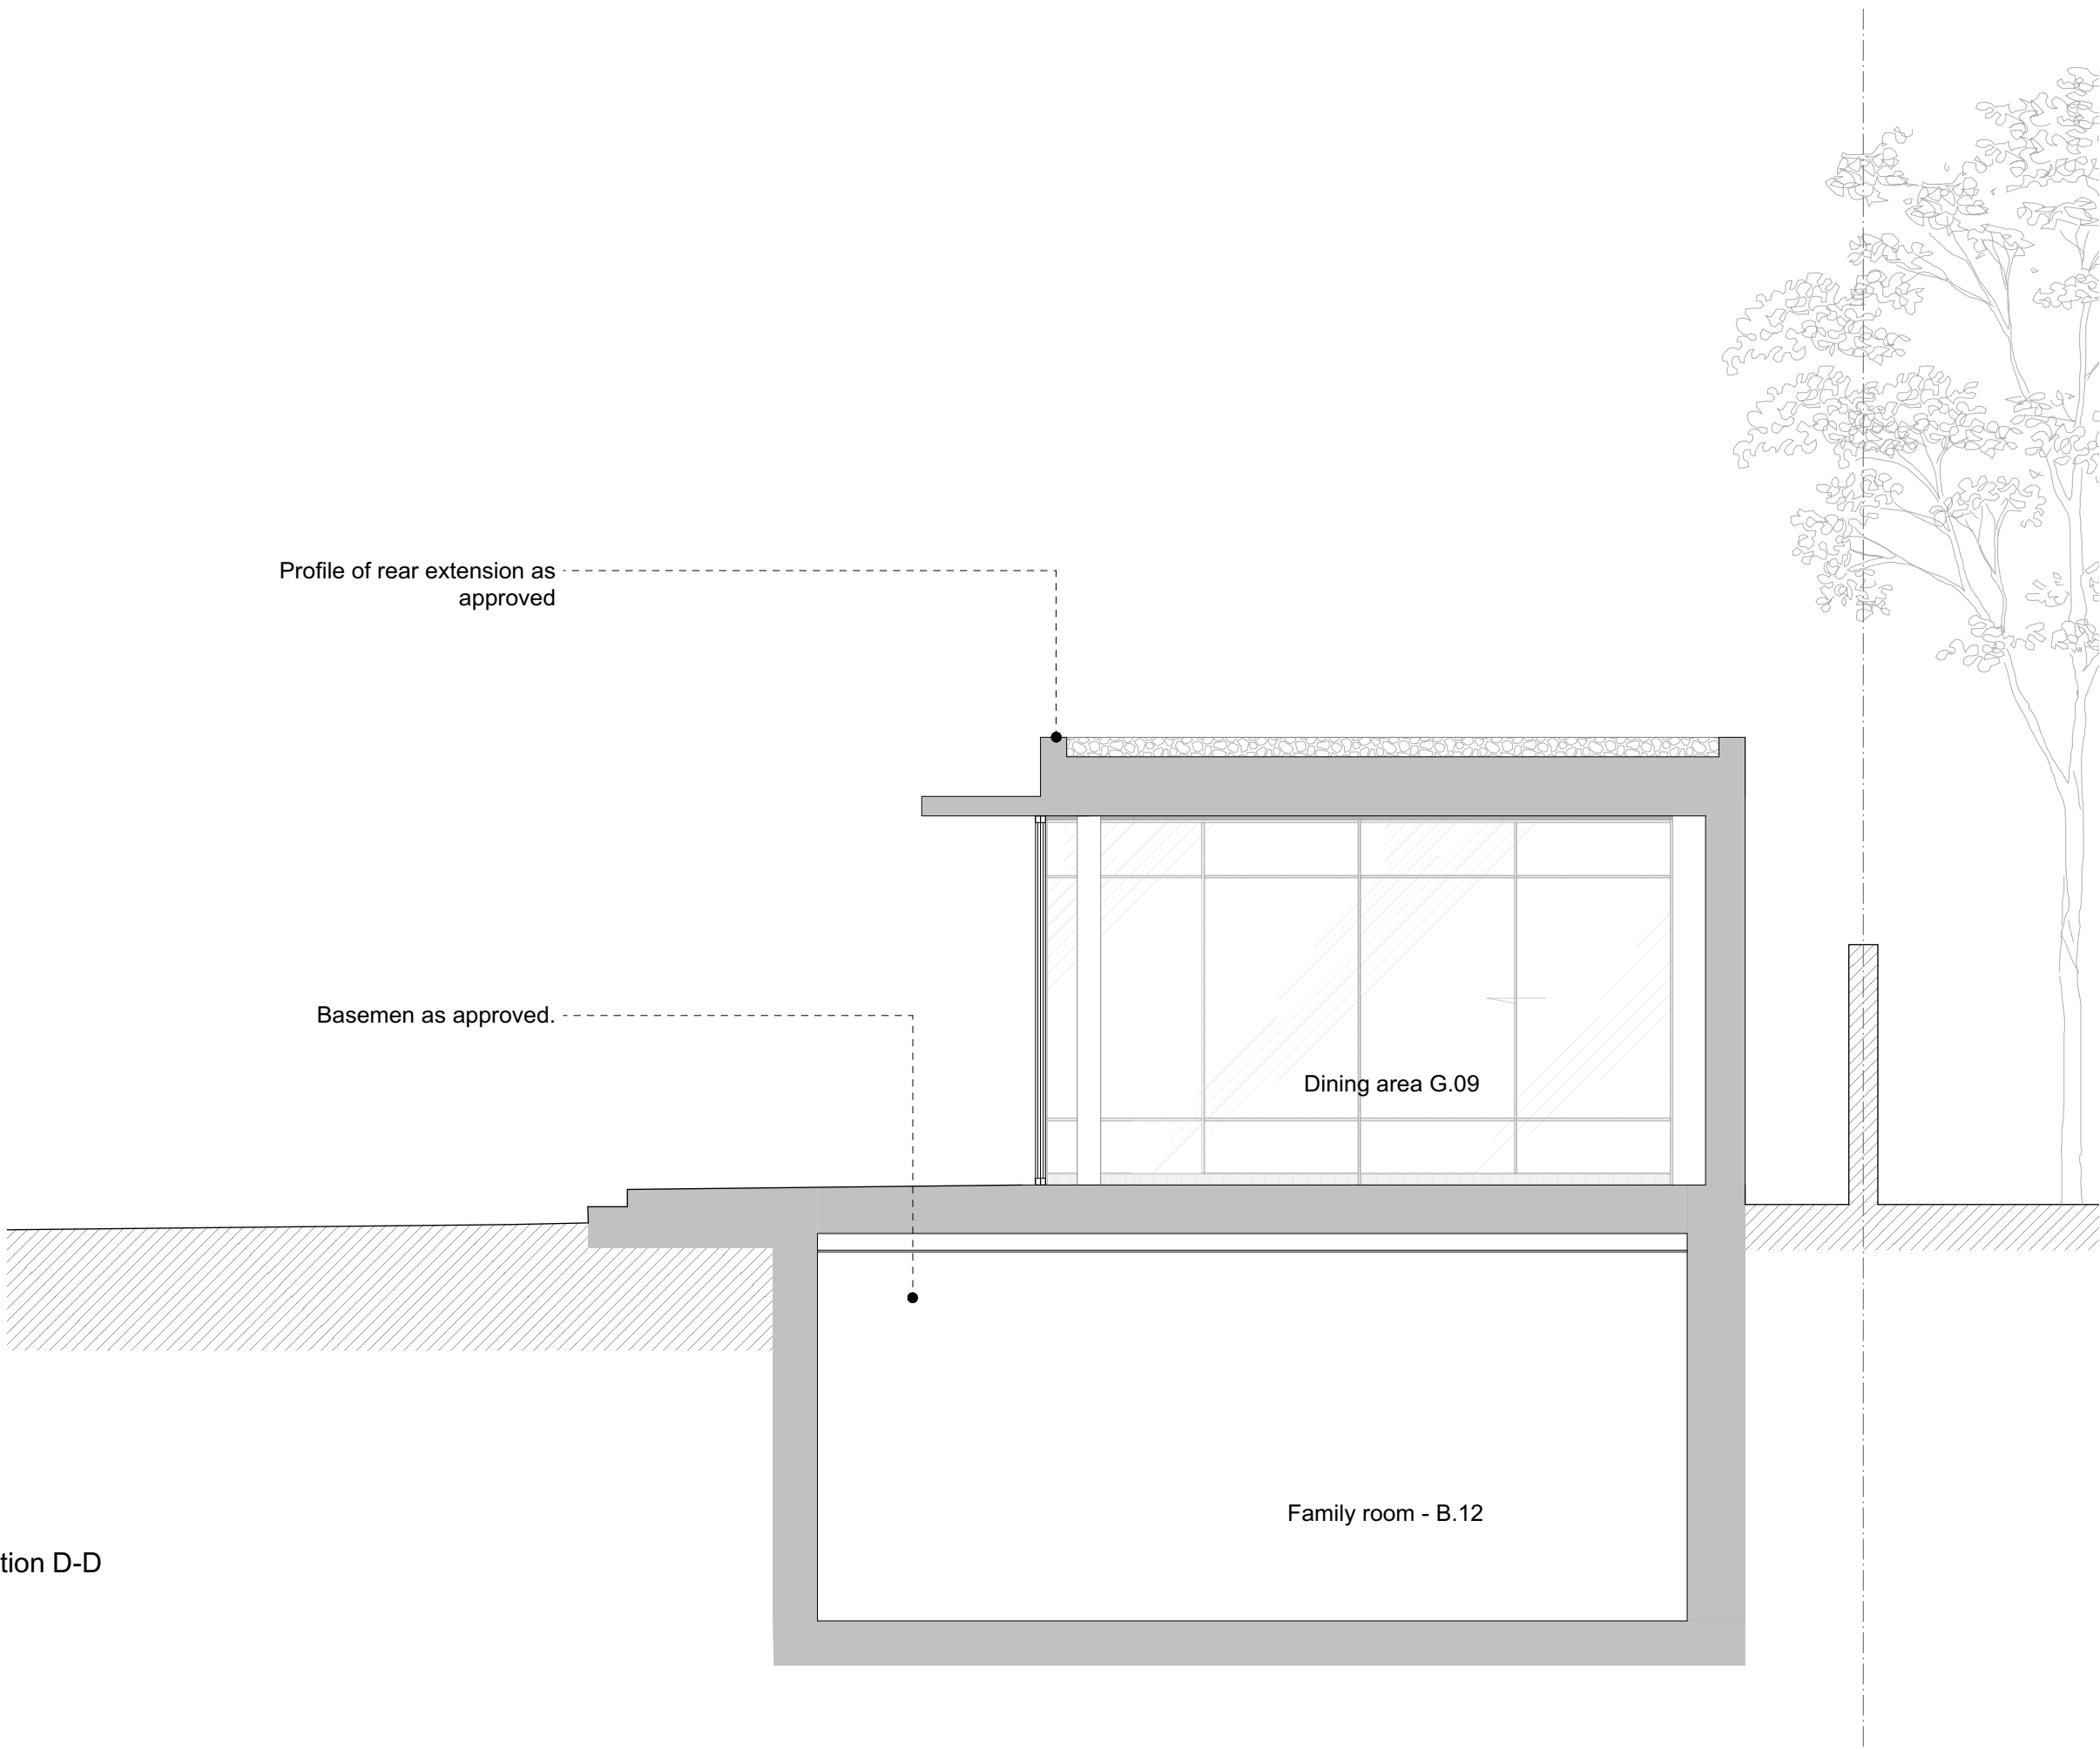 Profile of rear extension as
approved
Basemen as approved.
Dining area G.09
Family room - B.12
tion D-D